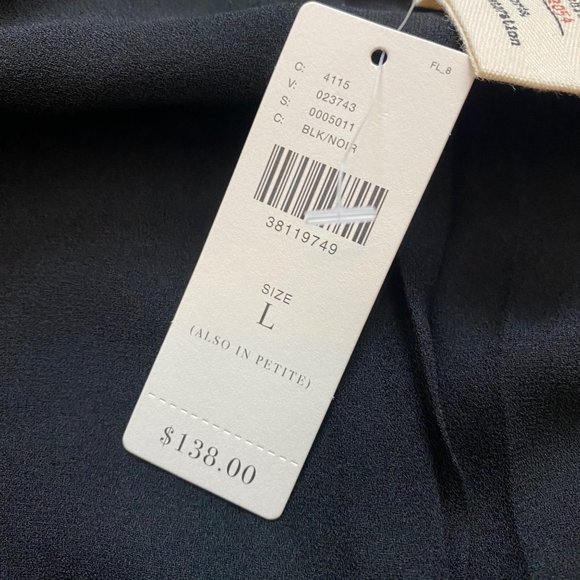 FL_8
C: 4115
V: 023743
S: 0005011
C: BLK/NOIR
38119749
SIZE
L
(ALSO IN PETITE)
$138.00